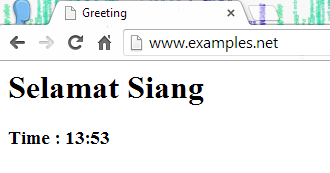 Greeting
www.examples.net
Selamat Siang
Time : 13:53